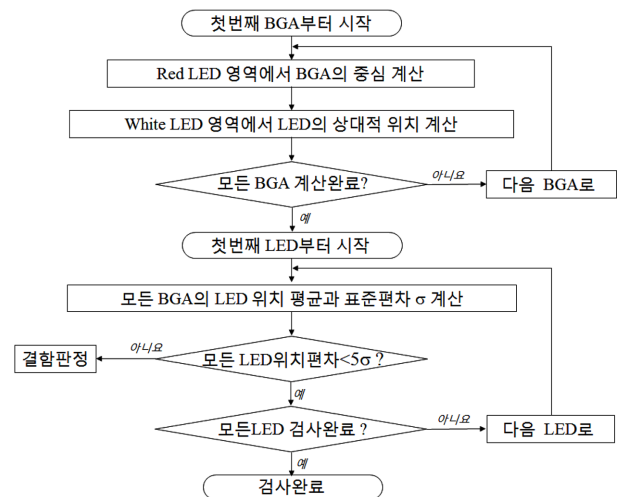 첫번째 BGA부터 시작
Red LED 영역에서 BGA의 중심 계산
White LED 영역에서 LED의 상대적 위치 계산
모든 BGA 계산완료?
아니요
다음 BGA로
예
첫번째 LED부터 시작
모든 BGA의 LED 위치 평균과 표준편차 σ 계산
결함판정
아니요
모든 LED위치편차<5σ ?
예
모든LED 검사완료 ?
아니요
다음 LED로
예
검사완료